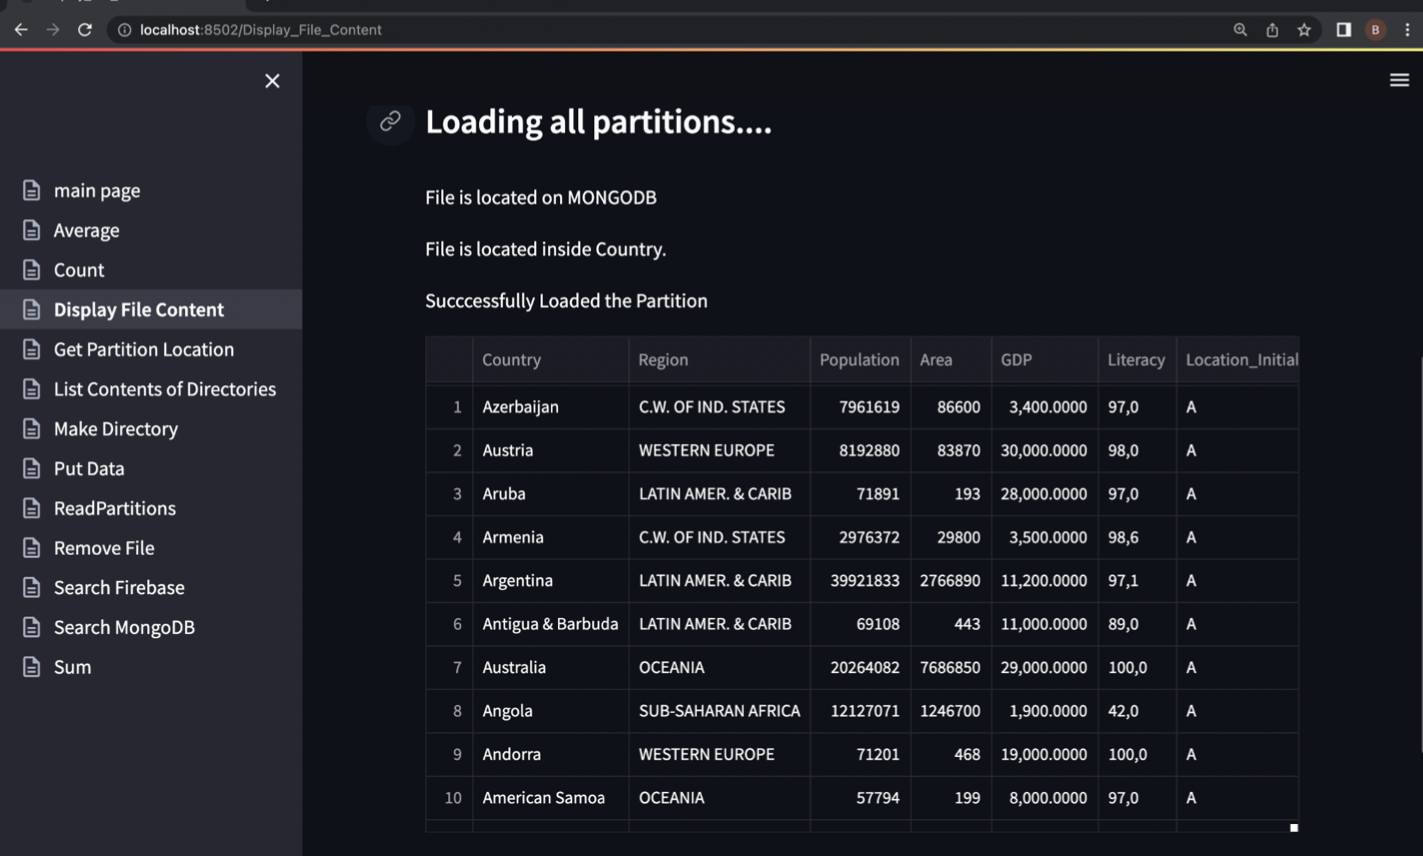 localhost:8502/Display_File_Content
B
main page
Average
Count
Display File Content
Get Partition Location
List Contents of Directories
Make Directory
Put Data
ReadPartitions
Remove File
Search Firebase
Search MongoDB
Sum
Loading all partitions....
File is located on MONGODB
File is located inside Country.
Succcessfully Loaded the Partition
Country Region Population Area GDP Literacy Location_Initial
1 Azerbaijan C.W. OF IND. STATES 7961619 86600 3,400.0000 97,0 A
2 Austria WESTERN EUROPE 8192880 83870 30,000.0000 98,0 A
3 Aruba LATIN AMER. & CARIB 71891 193 28,000.0000 97,0 A
4 Armenia C.W. OF IND. STATES 2976372 29800 3,500.0000 98,6 A
5 Argentina LATIN AMER. & CARIB 39921833 2766890 11,200.0000 97,1 A
6 Antigua & Barbuda LATIN AMER. & CARIB 69108 443 11,000.0000 89,0 A
7 Australia OCEANIA 20264082 7686850 29,000.0000 100,0 A
8 Angola SUB-SAHARAN AFRICA 12127071 1246700 1,900.0000 42,0 A
9 Andorra WESTERN EUROPE 71201 468 19,000.0000 100,0 A
10 American Samoa OCEANIA 57794 199 8,000.0000 97,0 A